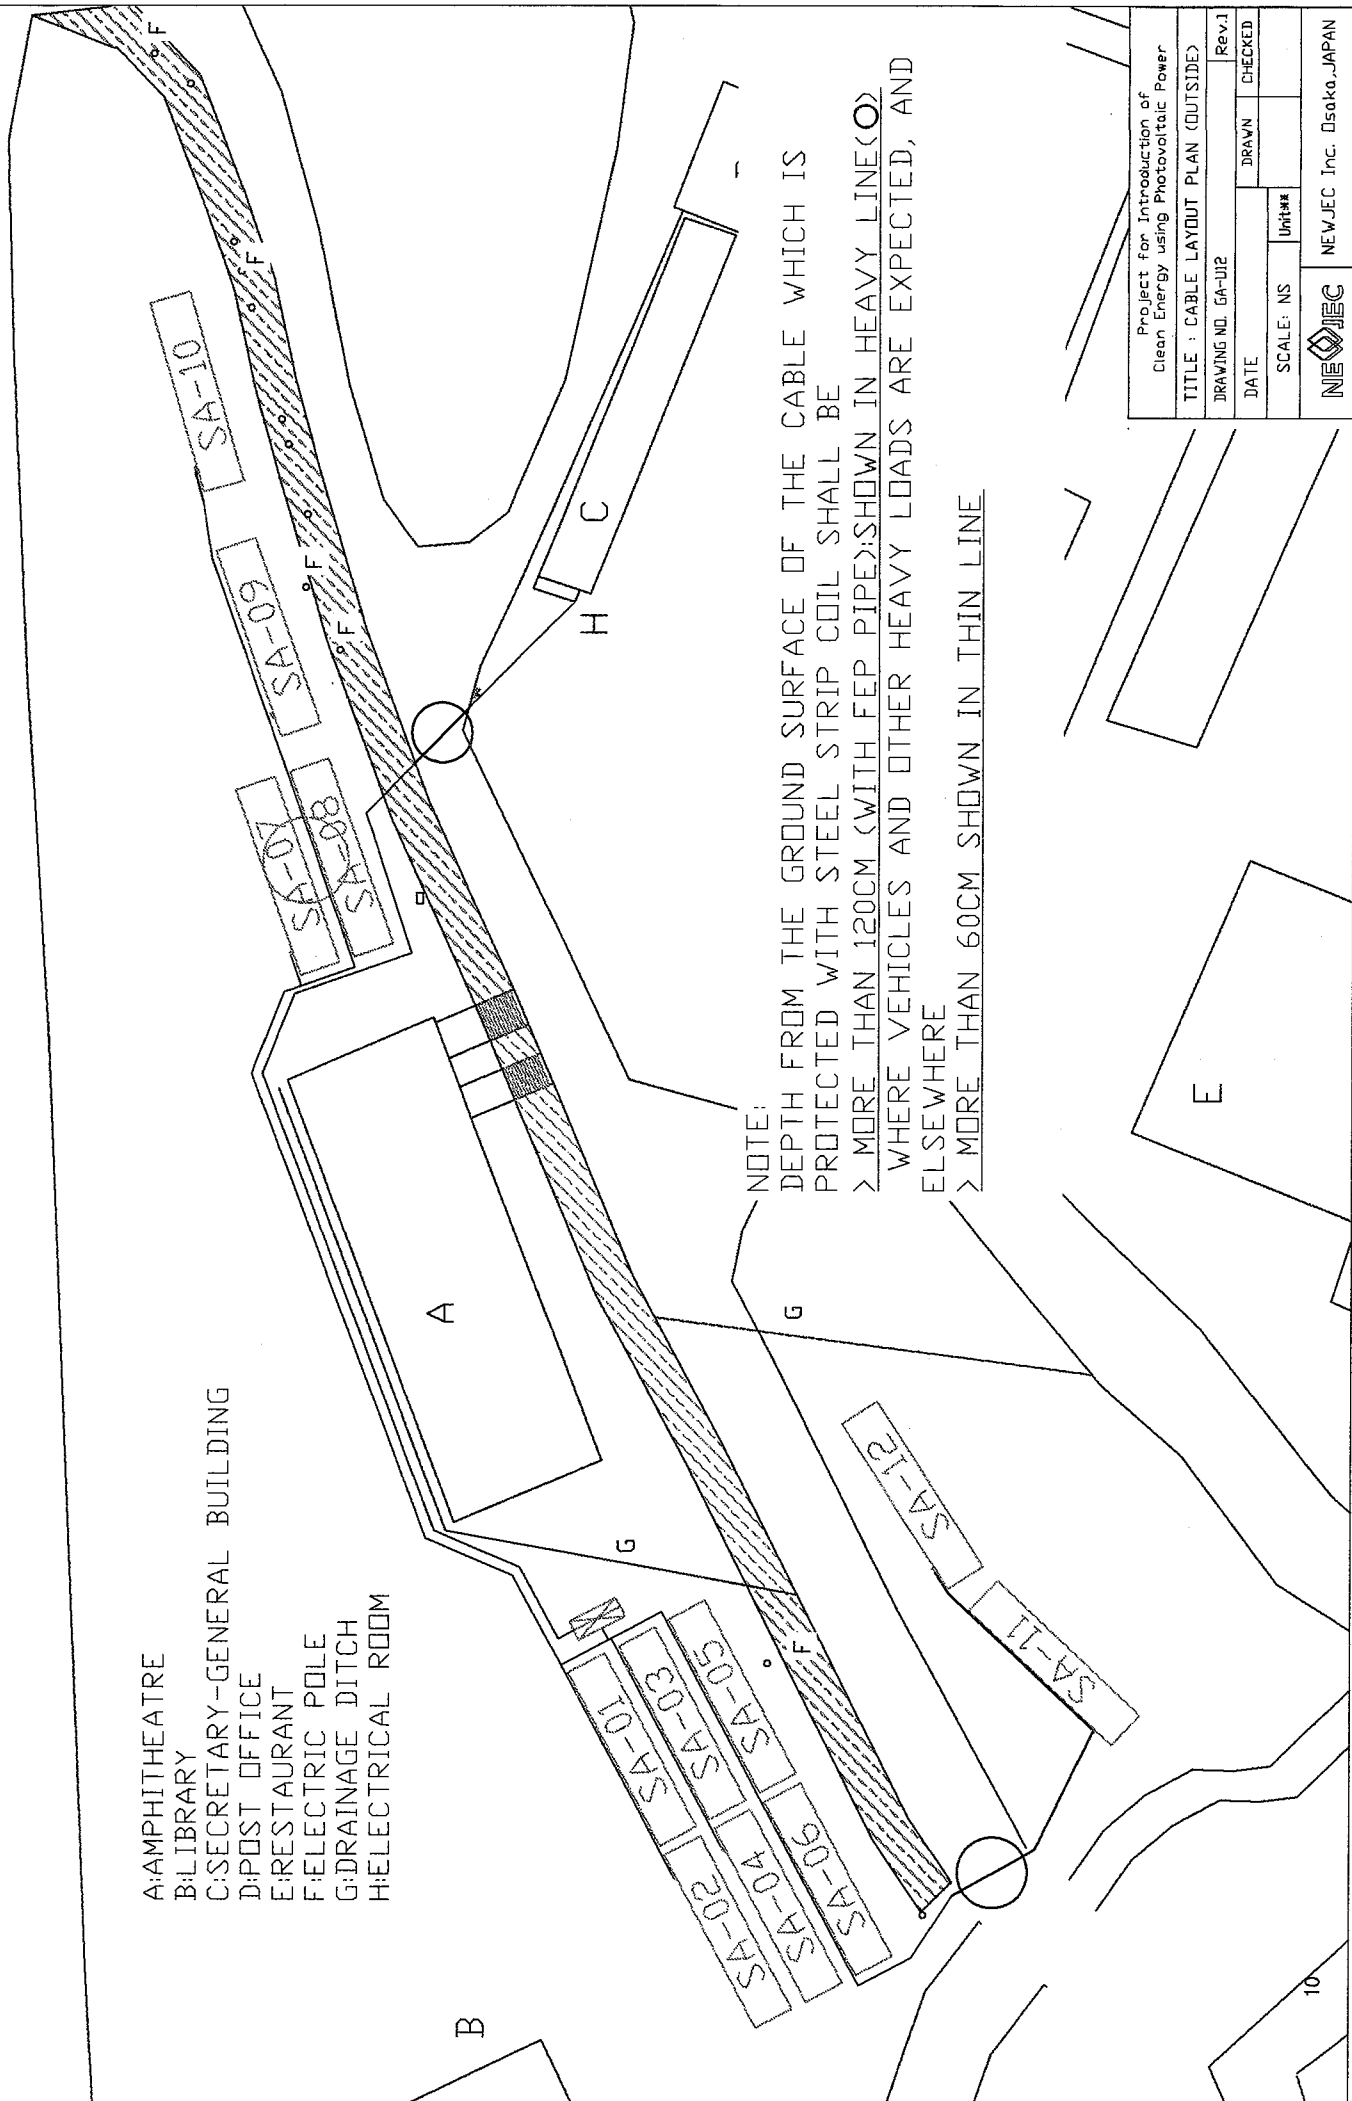 A:AMPHITHEATRE
B:LIBRARY
C:SECRETARY-GENERAL BUILDING
D:POST OFFICE
E:RESTAURANT
F:ELECTRIC POLE
G:DRAINAGE DITCH
H:ELECTRICAL ROOM
B
A
G
G
F
F
F
F
F
C
H
E
SA-01
SA-02
SA-03
SA-04
SA-05
SA-06
SA-07
SA-08
SA-09
SA-10
SA-11
SA-12
NOTE:
DEPTH FROM THE GROUND SURFACE OF THE CABLE WHICH IS
PROTECTED WITH STEEL STRIP COIL SHALL BE
> MORE THAN 120CM (WITH FEP PIPE):SHOWN IN HEAVY LINE(O)
WHERE VEHICLES AND OTHER HEAVY LOADS ARE EXPECTED, AND
ELSEWHERE
> MORE THAN 60CM SHOWN IN THIN LINE
Project for Introduction of
Clean Energy using Photovoltaic Power
TITLE : CABLE LAYOUT PLAN (OUTSIDE)
DRAWING NO. GA-U12 Rev.1
DATE DRAWN CHECKED
SCALE: NS Unit:**
NEWJEC NEWJEC Inc. Osaka,JAPAN
10